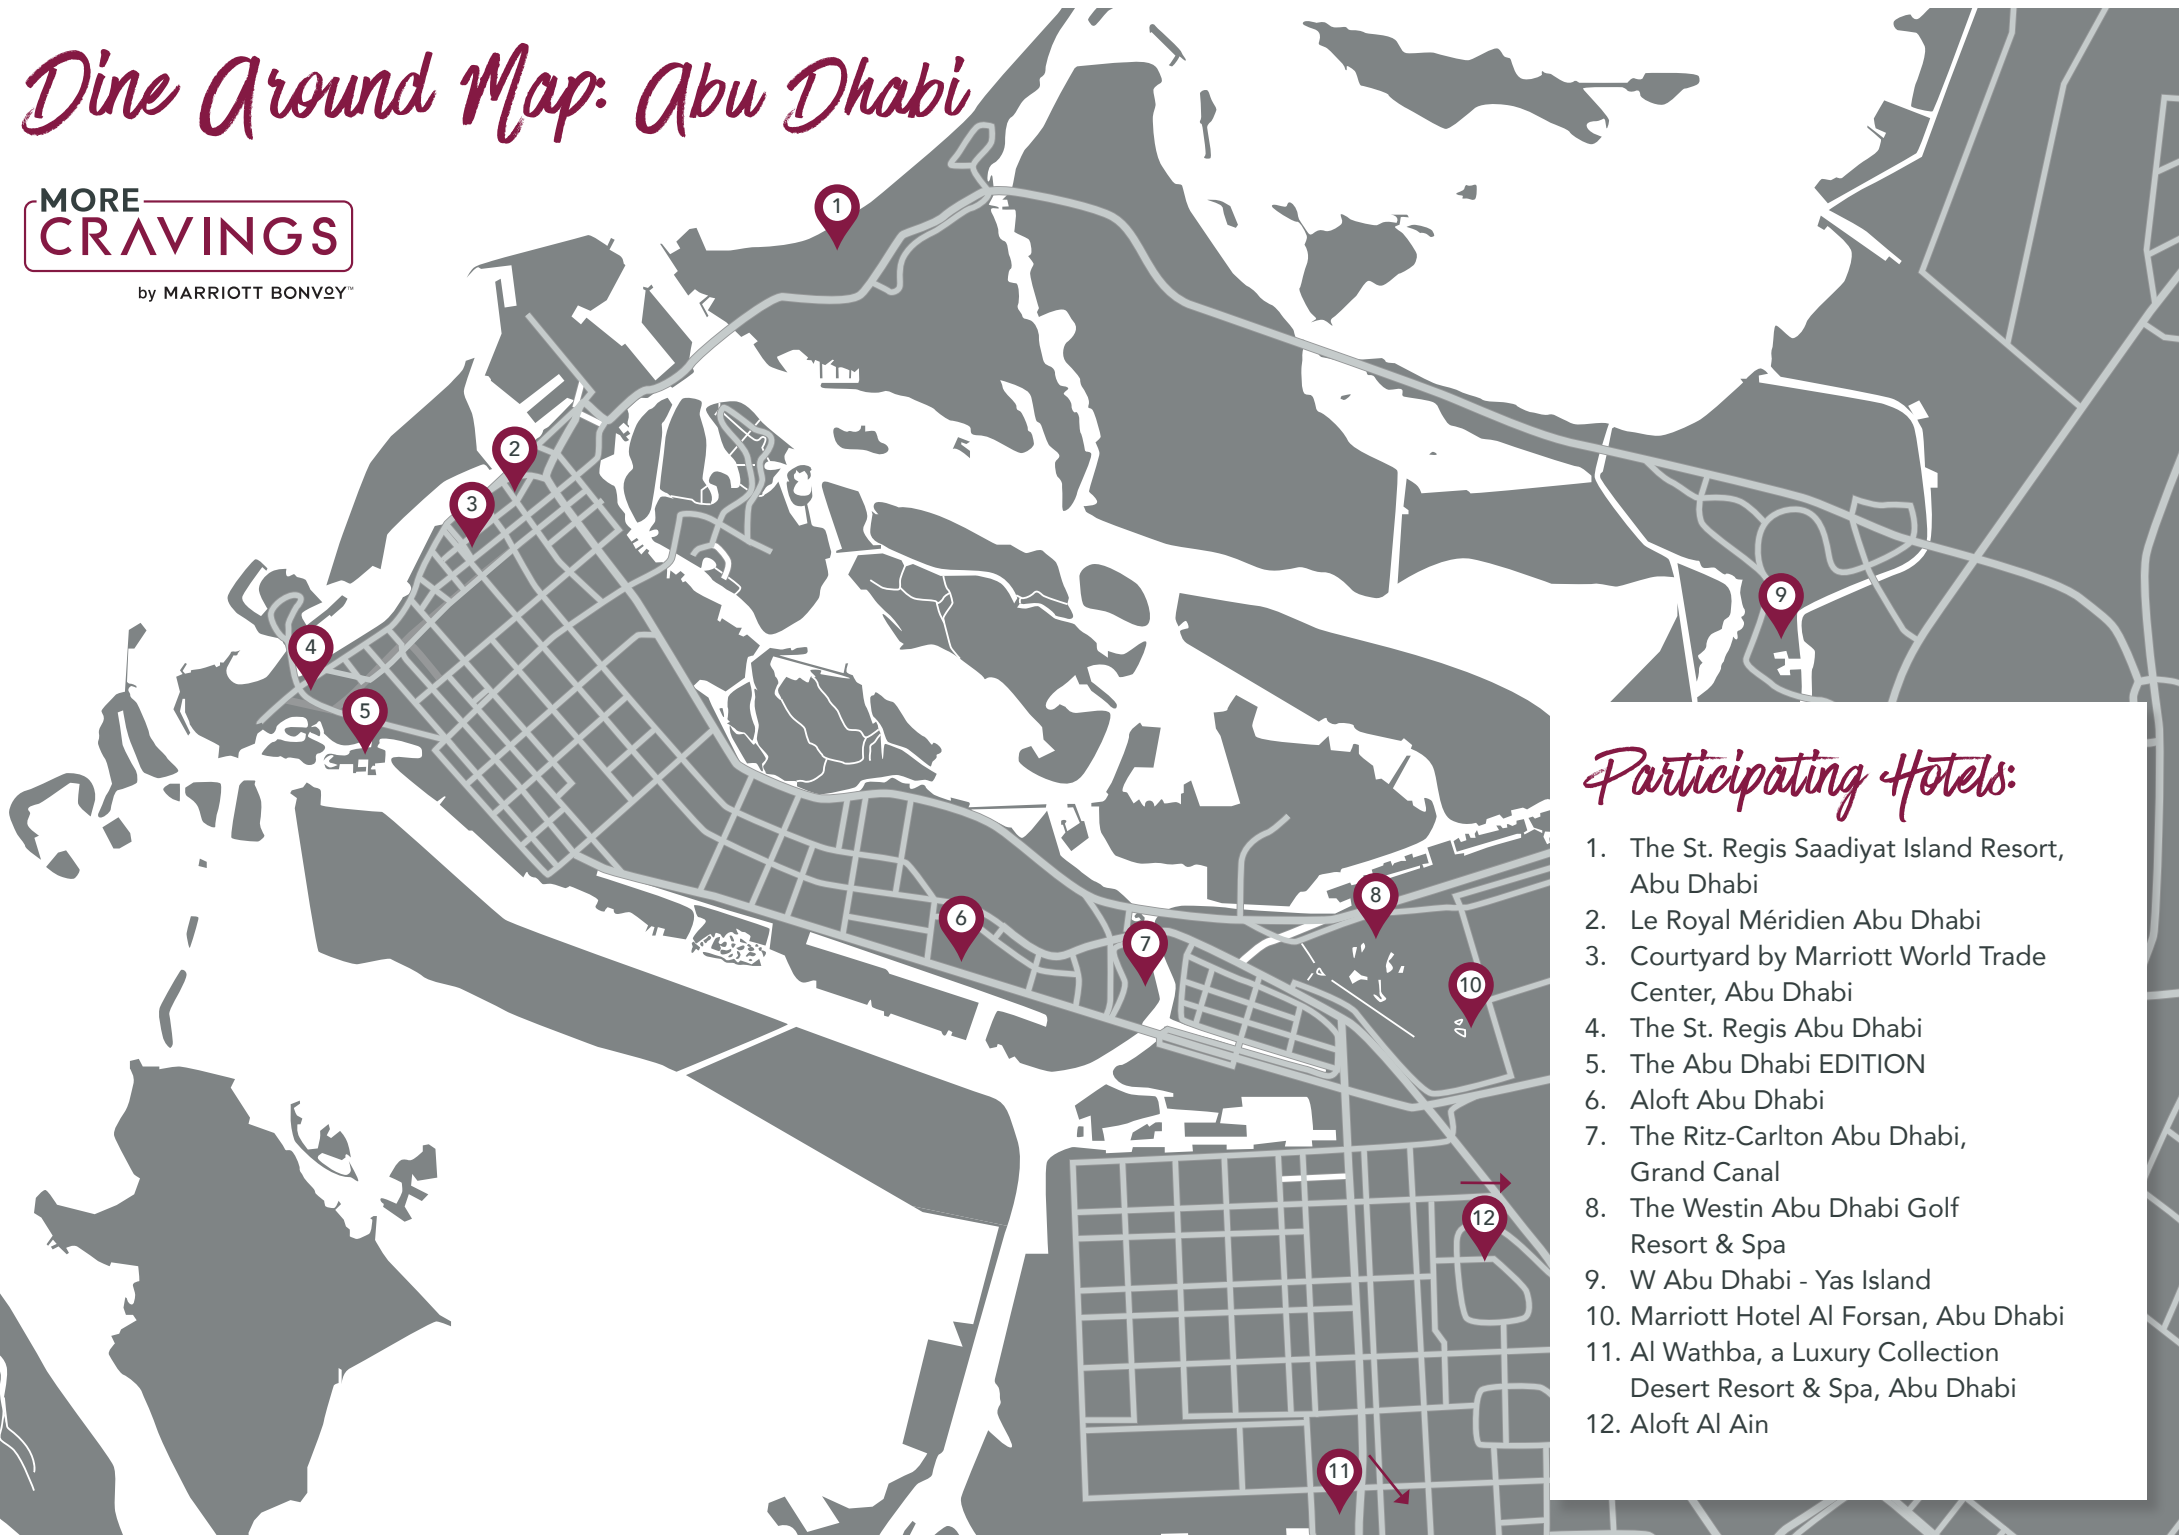 Dine Around Map: Abu Dhabi
MORE
CRAVINGS
by MARRIOTT BONVOY™
1
2
3
4
5
6
7
8
9
10
11
12
Participating Hotels:
1. The St. Regis Saadiyat Island Resort,
Abu Dhabi
2. Le Royal Méridien Abu Dhabi
3. Courtyard by Marriott World Trade
Center, Abu Dhabi
4. The St. Regis Abu Dhabi
5. The Abu Dhabi EDITION
6. Aloft Abu Dhabi
7. The Ritz-Carlton Abu Dhabi,
Grand Canal
8. The Westin Abu Dhabi Golf
Resort & Spa
9. W Abu Dhabi - Yas Island
10. Marriott Hotel Al Forsan, Abu Dhabi
11. Al Wathba, a Luxury Collection
Desert Resort & Spa, Abu Dhabi
12. Aloft Al Ain